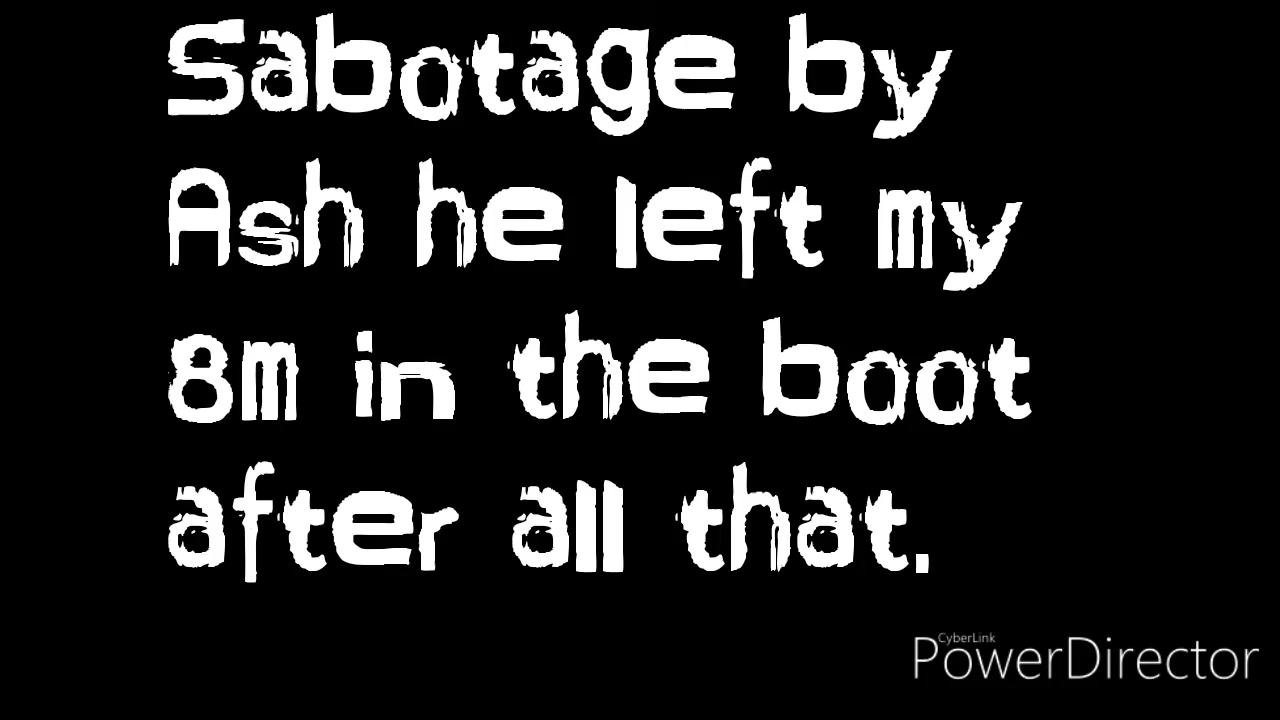 Sabotage by
Ash he left my
8m in the boot
after all that.
CyberLink
PowerDirector